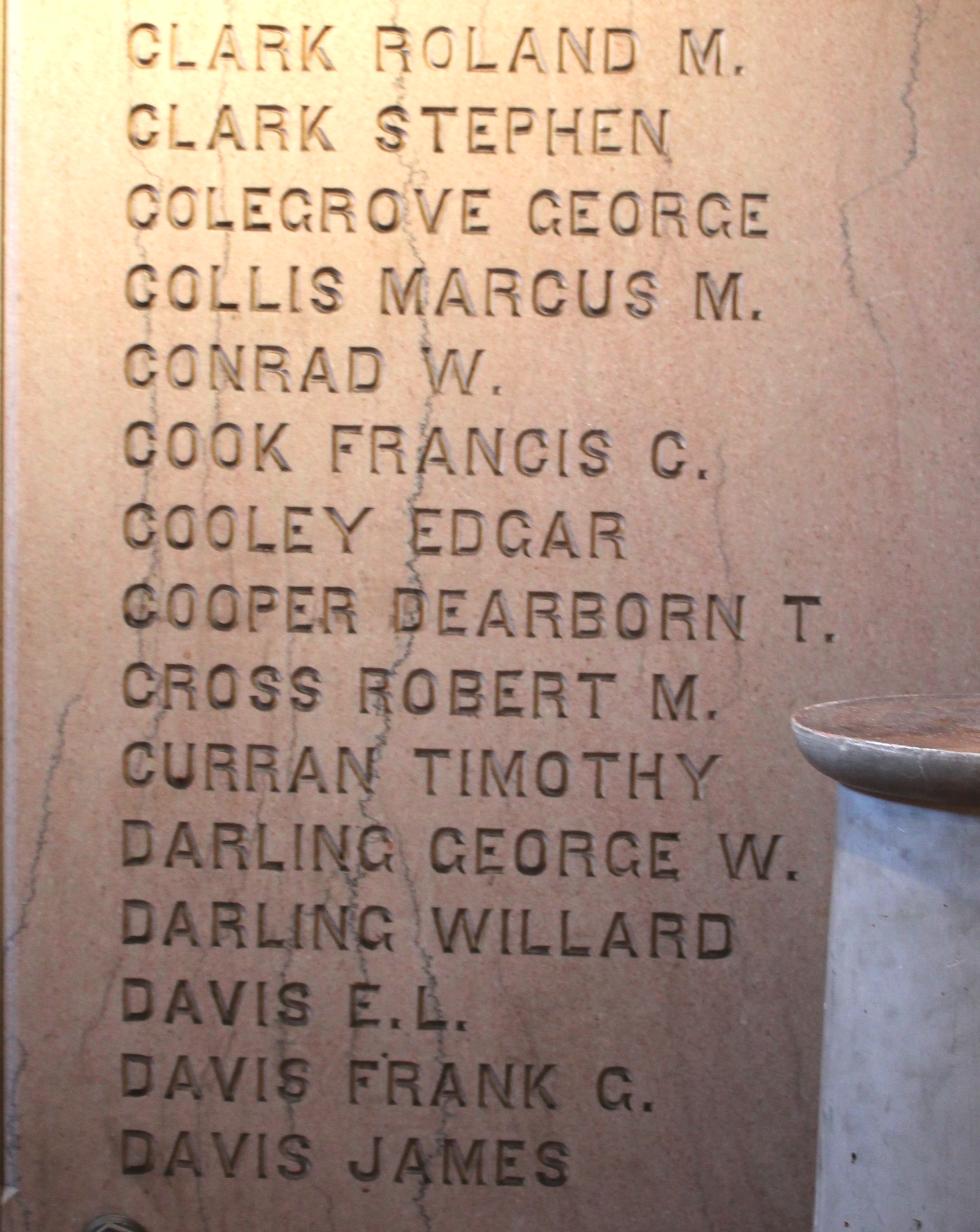 CLARK ROLAND M.
CLARK STEPHEN
COLEGROVE GEORGE
COLLIS MARCUS M.
CONRAD W.
COOK FRANCIS C.
COOLEY EDGAR
COOPER DEARBORN T.
CROSS ROBERT M.
CURRAN TIMOTHY
DARLING GEORGE W.
DARLING WILLARD
DAVIS E.L.
DAVIS FRANK G.
DAVIS JAMES